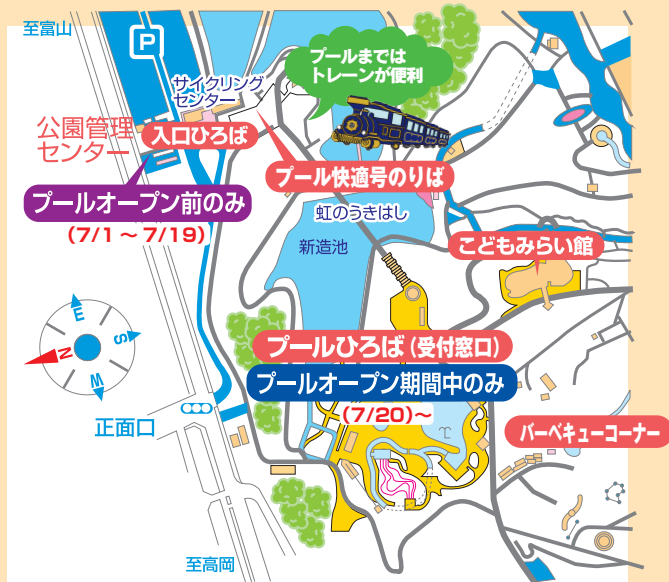 至富山
P
プールまでは
トレーンが便利
サイクリング
センター
公園管理
センター
入口ひろば
プール快適号のりば
プールオープン前のみ
(7/1～7/19)
虹のうきはし
新造池
こどもみらい館
E
S
N
W
プールひろば(受付窓口)
プールオープン期間中のみ
(7/20)～
正面口
バーベキューコーナー
至高岡